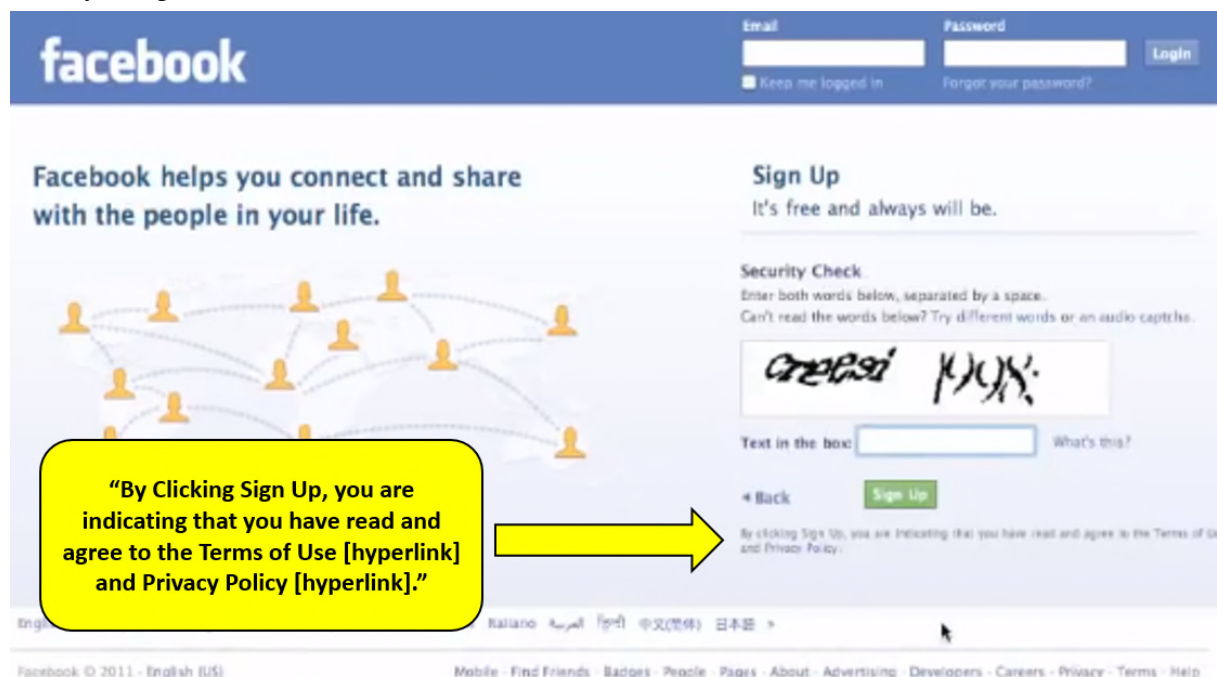 Email Password
facebook
Login
Keep me logged in Forgot your password?
Facebook helps you connect and share
with the people in your life.
Sign Up
It's free and always will be.
Security Check
Enter both words below, separated by a space.
Can't read the words below? Try different words or an audio captcha.
Text in the box: What's this?
Back Sign Up
By clicking Sign Up, you are indicating that you have read and agree to the Terms of
and Privacy Policy.
“By Clicking Sign Up, you are
indicating that you have read and
agree to the Terms of Use [hyperlink]
and Privacy Policy [hyperlink].”
Italiano العربية हिन्दी 中文(简体) 日本語 »
Facebook © 2011 · English (US)
Mobile · Find Friends · Badges · People · Pages · About · Advertising · Developers · Careers · Privacy · Terms · Help